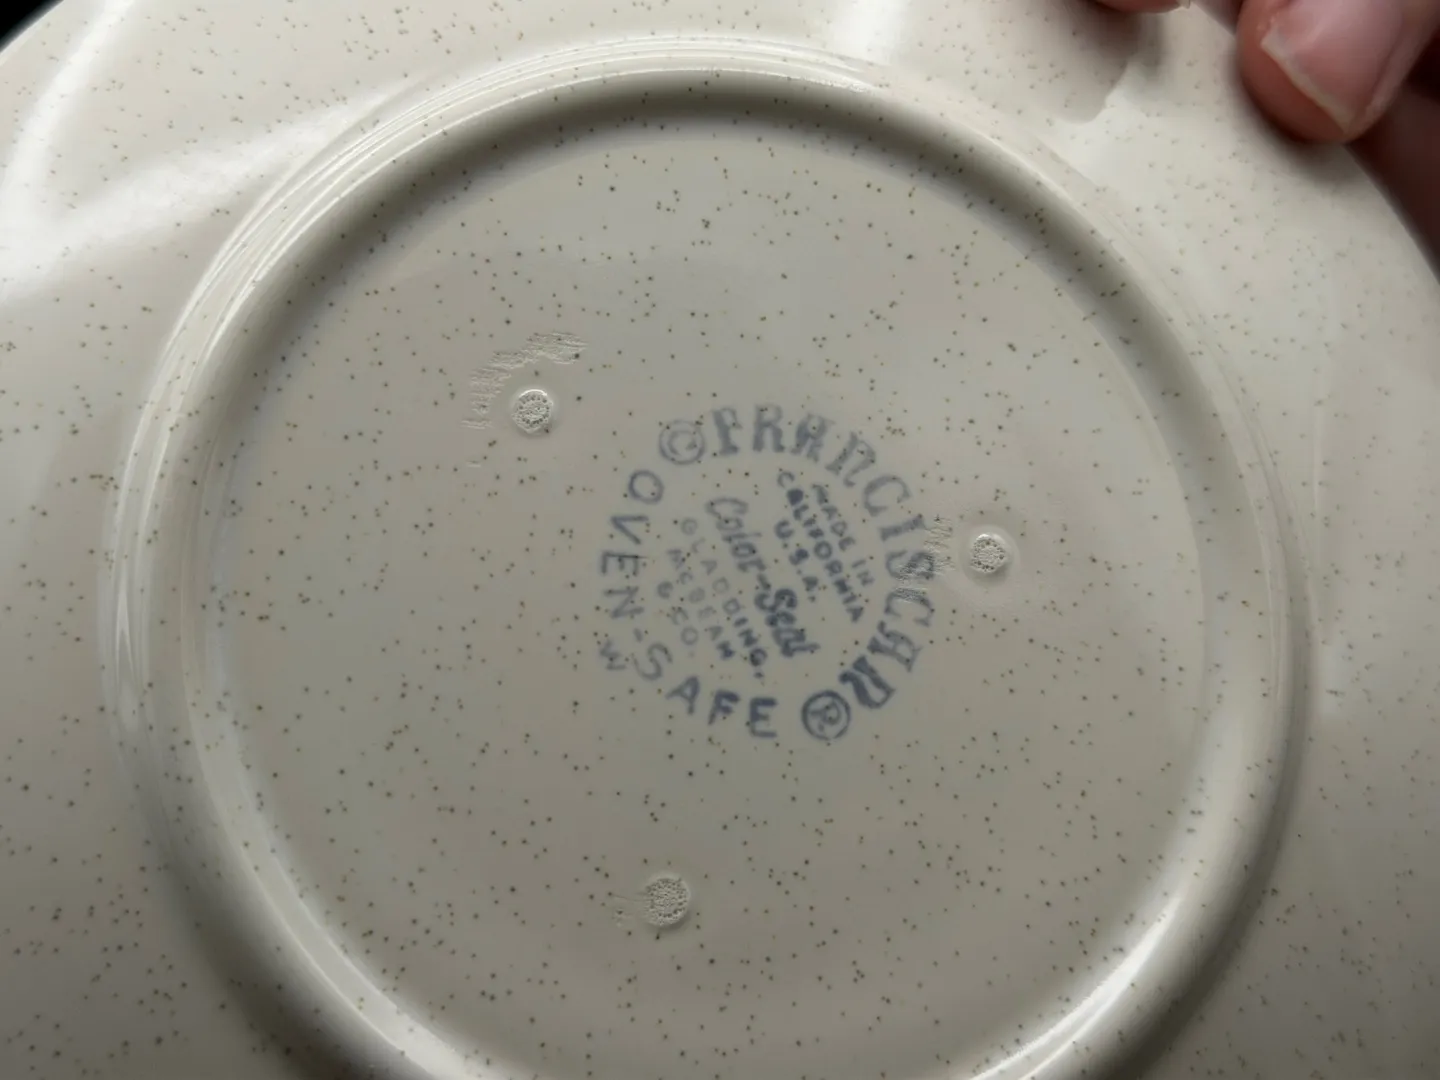 © FRANCISCAN ®
MADE IN
CALIFORNIA
U.S.A.
Color-Seal
GLADDING,
McBEAN
& CO.
OVEN-SAFE
W